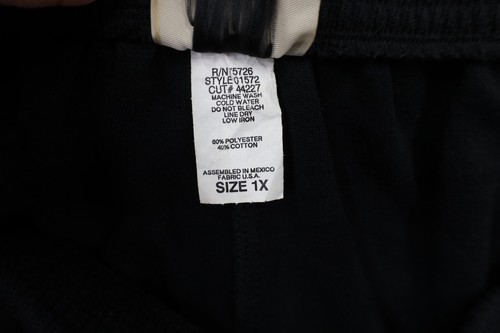 R/N 75726
STYLE 01572
CUT# 44227
MACHINE WASH
COLD WATER
DO NOT BLEACH
LINE DRY
LOW IRON
60% POLYESTER
40% COTTON
ASSEMBLED IN MEXICO
FABRIC U.S.A.
SIZE 1X